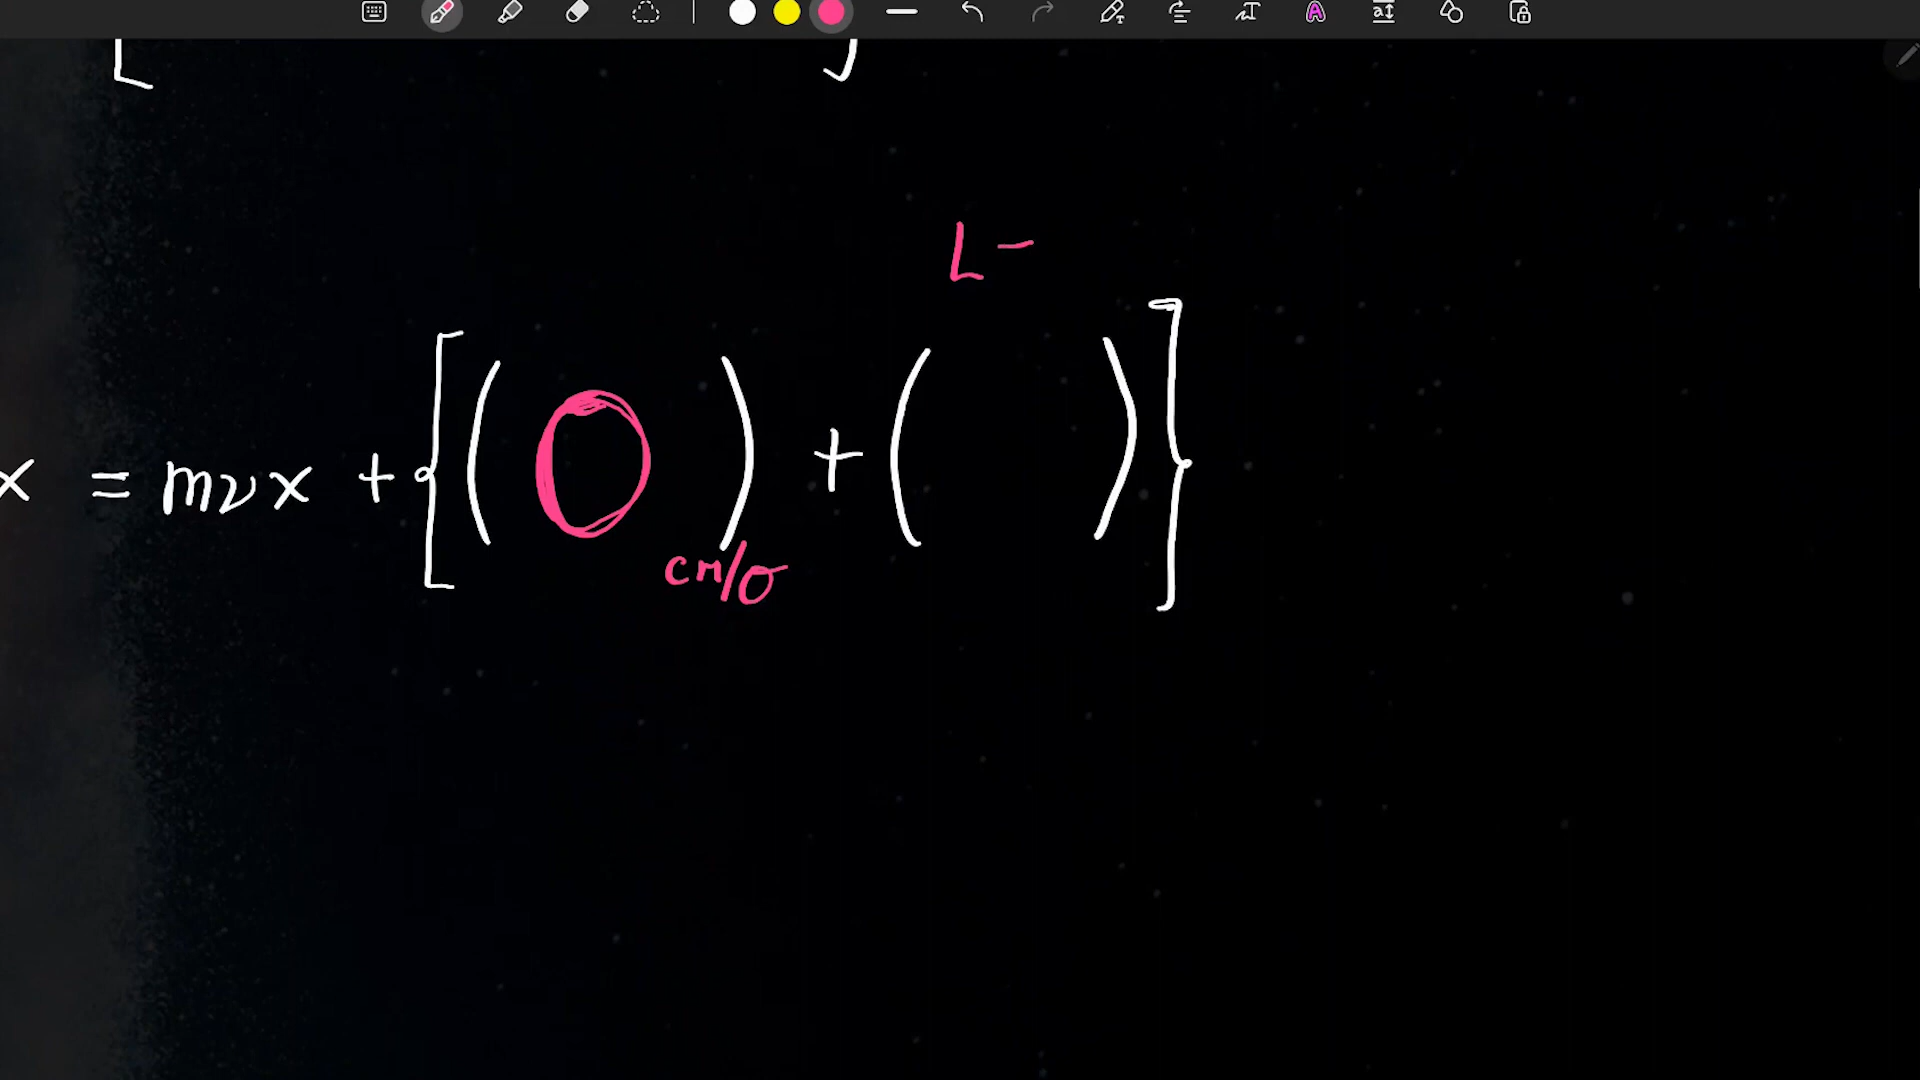 L -
x = mvx + {( 0 )cm/o + ( )}